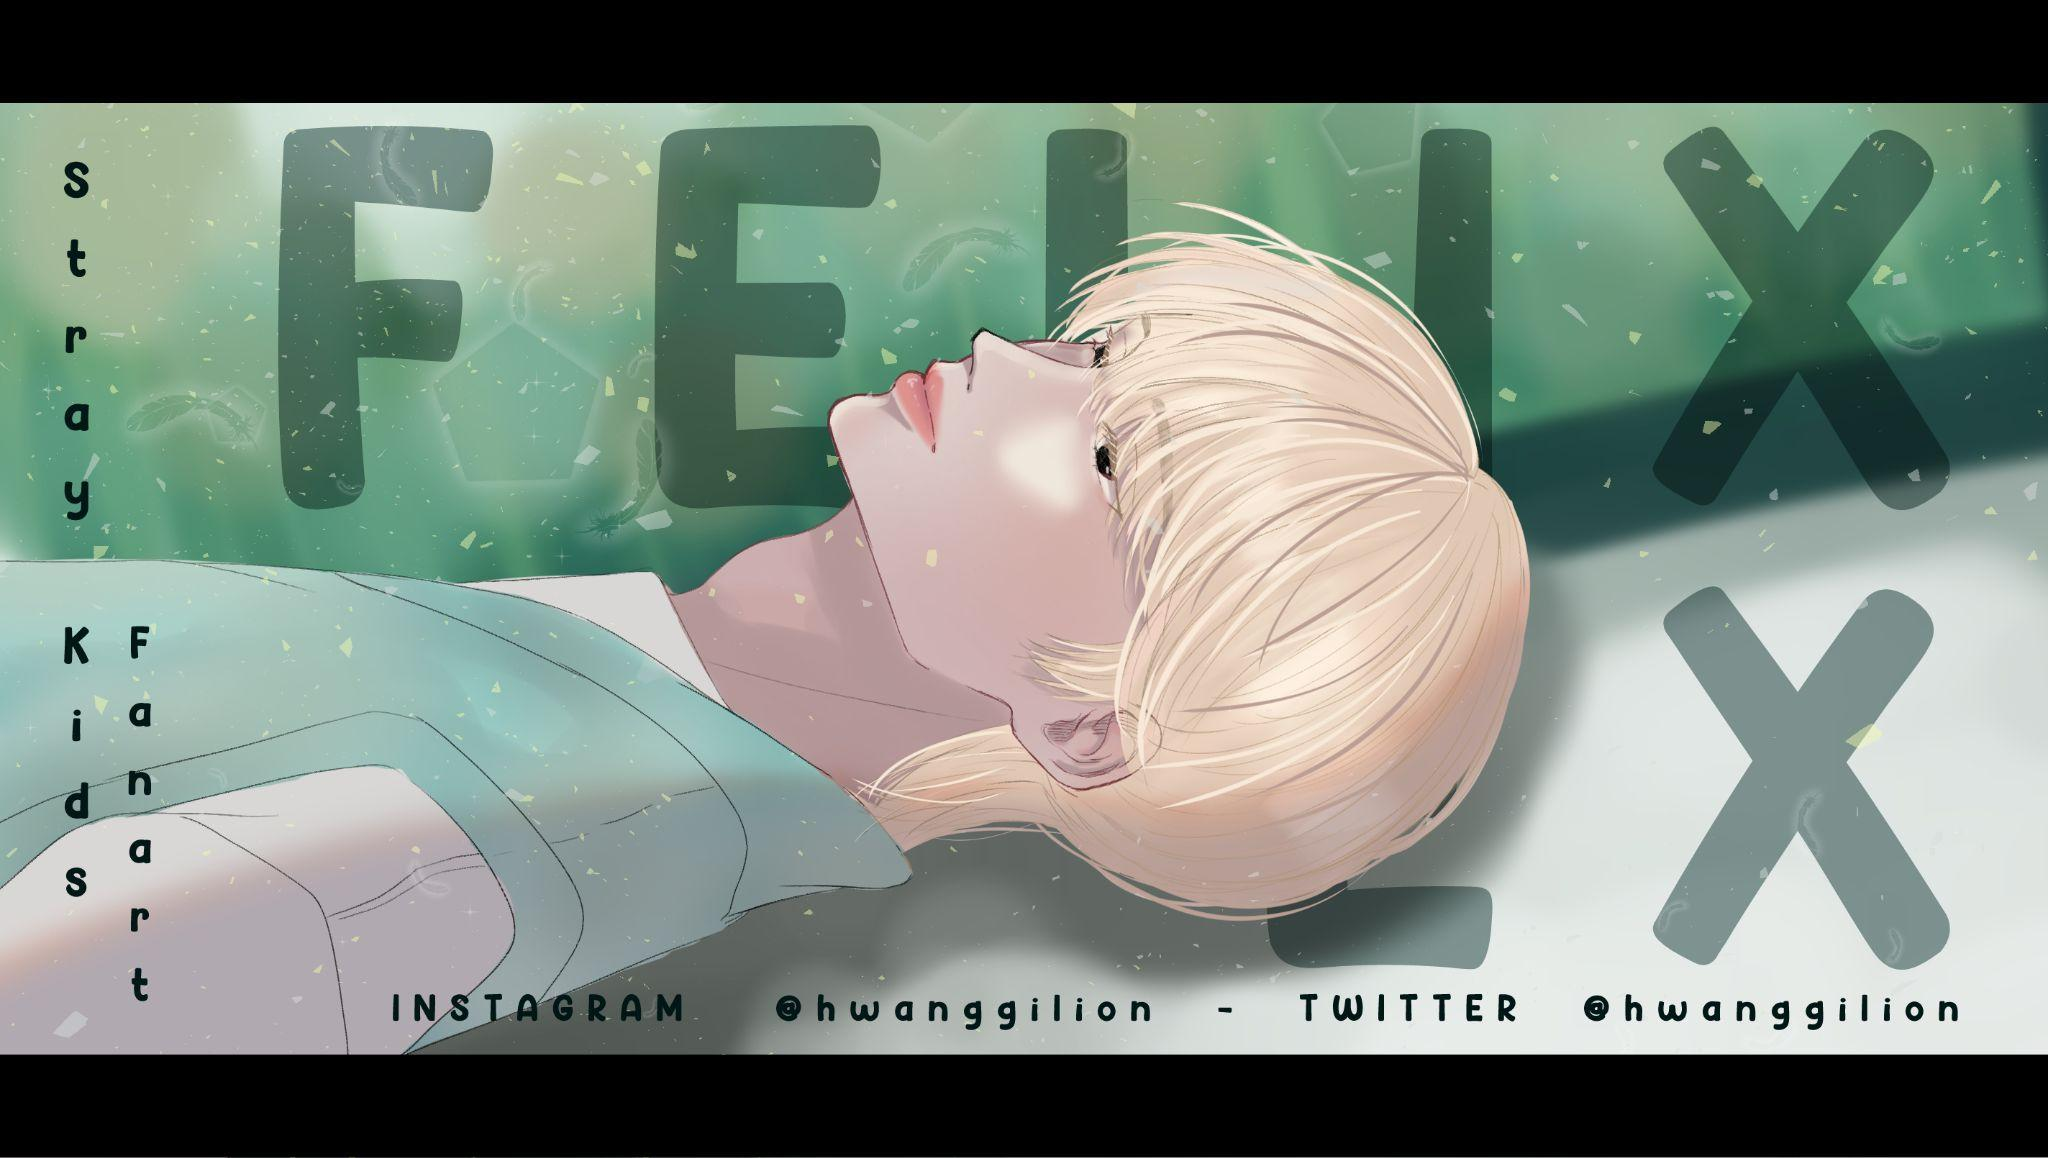 Stray
Kids
Fanart
FELIX
L X
INSTAGRAM @hwanggilion - TWITTER @hwanggilion